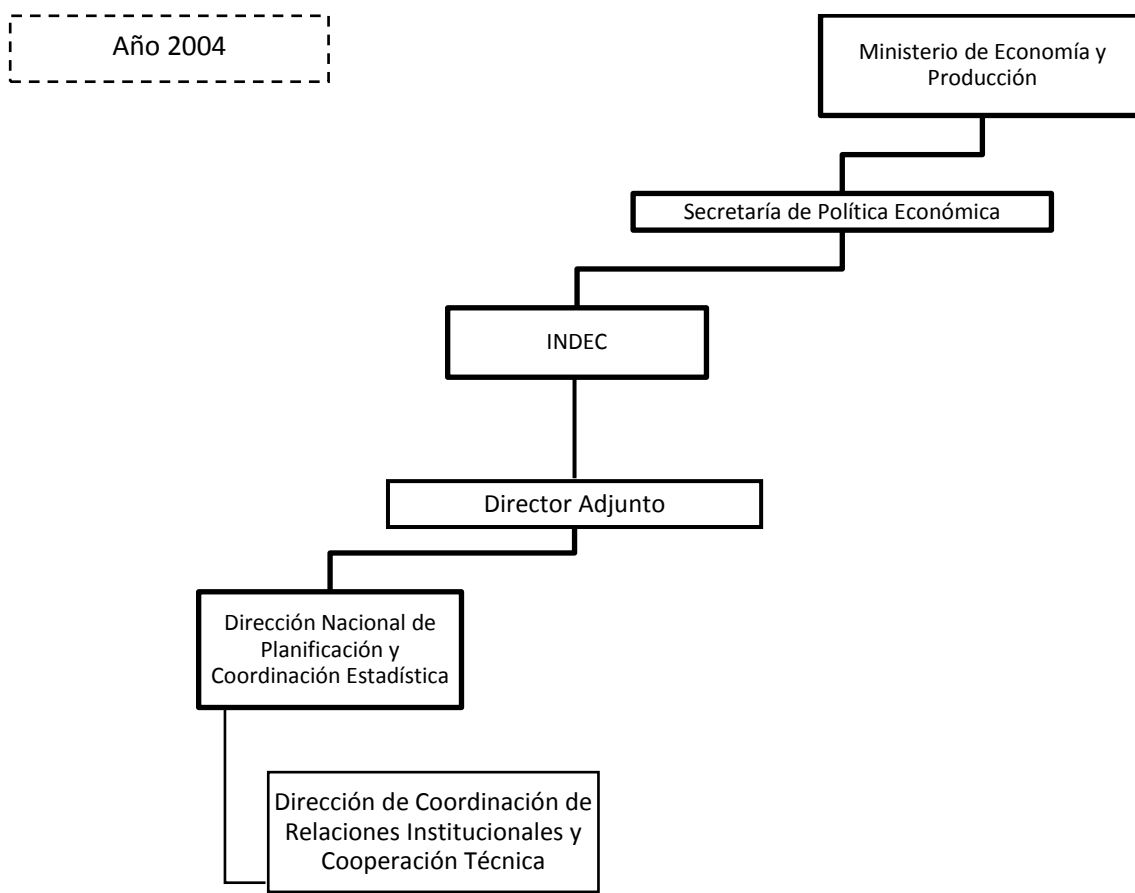 Año 2004
Ministerio de Economía y
Producción
Secretaría de Política Económica
INDEC
Director Adjunto
Dirección Nacional de
Planificación y
Coordinación Estadística
Dirección de Coordinación de
Relaciones Institucionales y
Cooperación Técnica